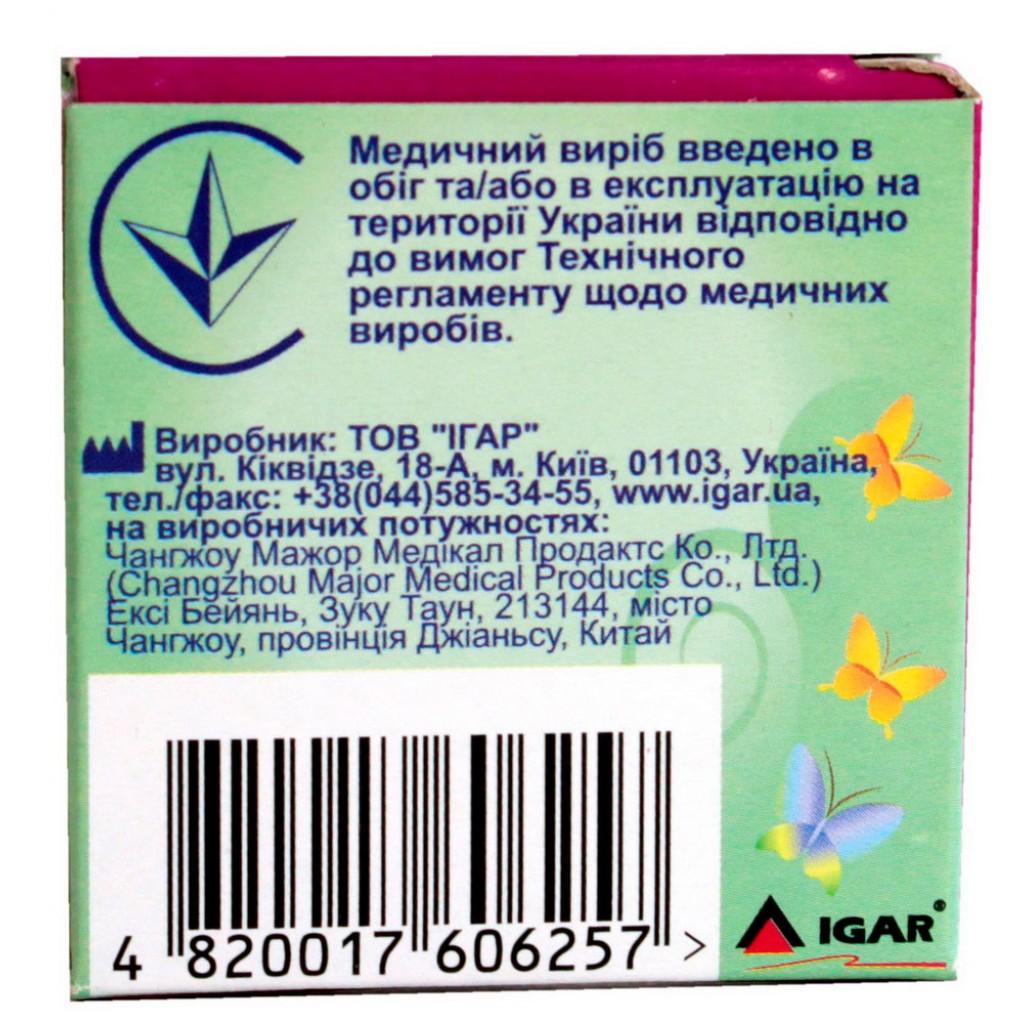 Медичний виріб введено в
обіг та/або в експлуатацію на
території України відповідно
до вимог Технічного
регламенту щодо медичних
виробів.
Виробник: ТОВ "ІГАР"
вул. Кіквідзе, 18-А, м. Київ, 01103, Україна,
тел./факс: +38(044)585-34-55, www.igar.ua,
на виробничих потужностях:
Чангжоу Мажор Медікал Продактс Ко., Лтд.
(Changzhou Major Medical Products Co., Ltd.)
Ексі Бейянь, Зуку Таун, 213144, місто
Чангжоу, провінція Джіаньсу, Китай
4 820017 606257 >
IGAR®